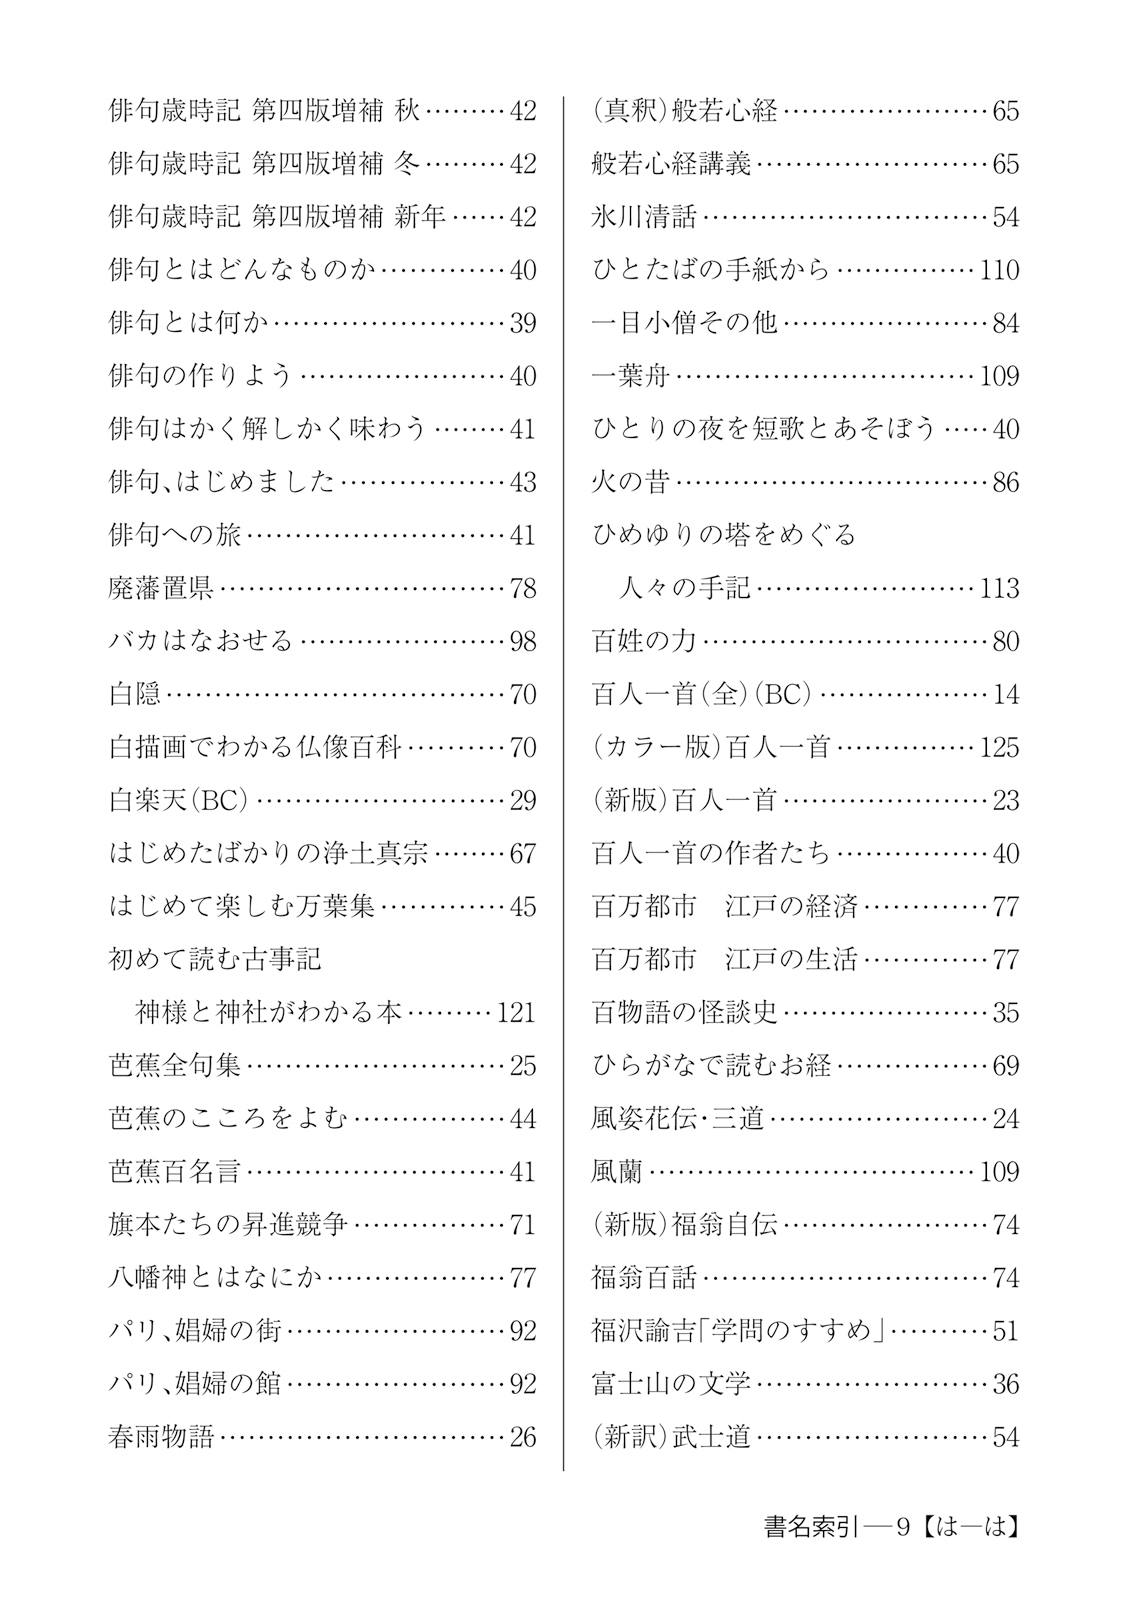 俳句歳時記 第四版増補 秋………42
俳句歳時記 第四版増補 冬………42
俳句歳時記 第四版増補 新年……42
俳句とはどんなものか……………40
俳句とは何か………………………39
俳句の作りよう……………………40
俳句はかく解しかく味わう………41
俳句、はじめました………………43
俳句への旅…………………………41
廃藩置県……………………………78
バカはなおせる……………………98
白隠…………………………………70
白描画でわかる仏像百科…………70
白楽天（BC）………………………29
はじめたばかりの浄土真宗………67
はじめて楽しむ万葉集……………45
初めて読む古事記
　神様と神社がわかる本………121
芭蕉全句集…………………………25
芭蕉のこころをよむ………………44
芭蕉百名言…………………………41
旗本たちの昇進競争………………71
八幡神とはなにか…………………77
パリ、娼婦の街……………………92
パリ、娼婦の館……………………92
春雨物語……………………………26
（真釈）般若心経……………………65
般若心経講義………………………65
氷川清話……………………………54
ひとたばの手紙から……………110
一目小僧その他……………………84
一葉舟……………………………109
ひとりの夜を短歌とあそぼう……40
火の昔………………………………86
ひめゆりの塔をめぐる
　人々の手記……………………113
百姓の力……………………………80
百人一首（全）（BC）………………14
（カラー版）百人一首……………125
（新版）百人一首……………………23
百人一首の作者たち………………40
百万都市　江戸の経済……………77
百万都市　江戸の生活……………77
百物語の怪談史……………………35
ひらがなで読むお経………………69
風姿花伝・三道……………………24
風蘭………………………………109
（新版）福翁自伝……………………74
福翁百話……………………………74
福沢諭吉「学問のすすめ」…………51
富士山の文学………………………36
（新訳）武士道………………………54
書名索引―9【は―は】